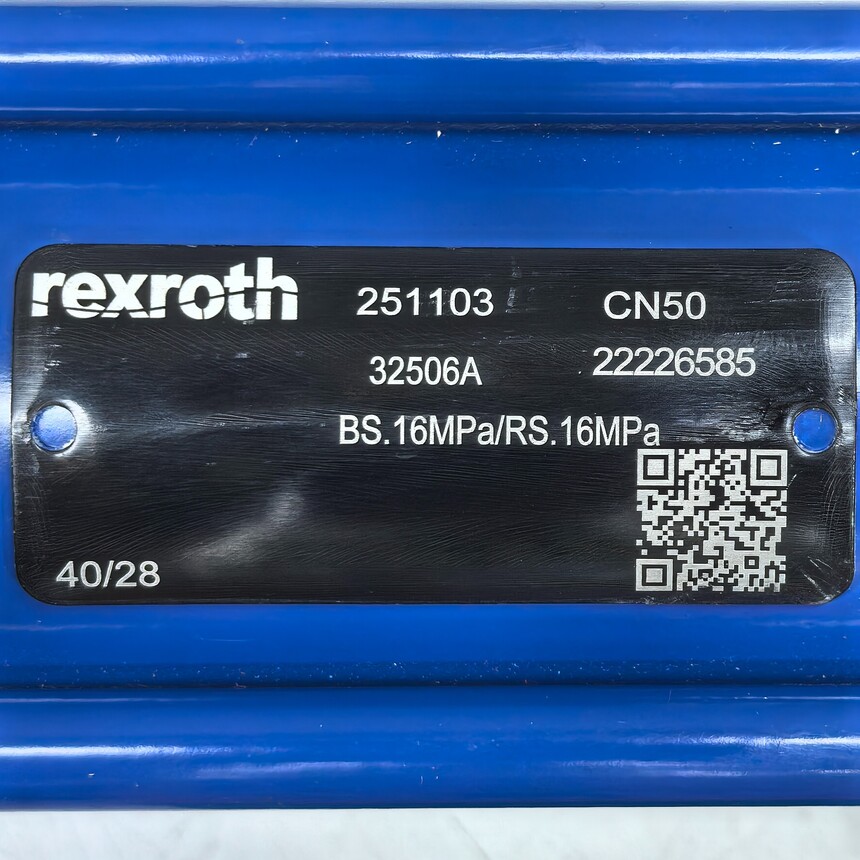 rexroth 251103 CN50
32506A 22226585
BS.16MPa/RS.16MPa
40/28